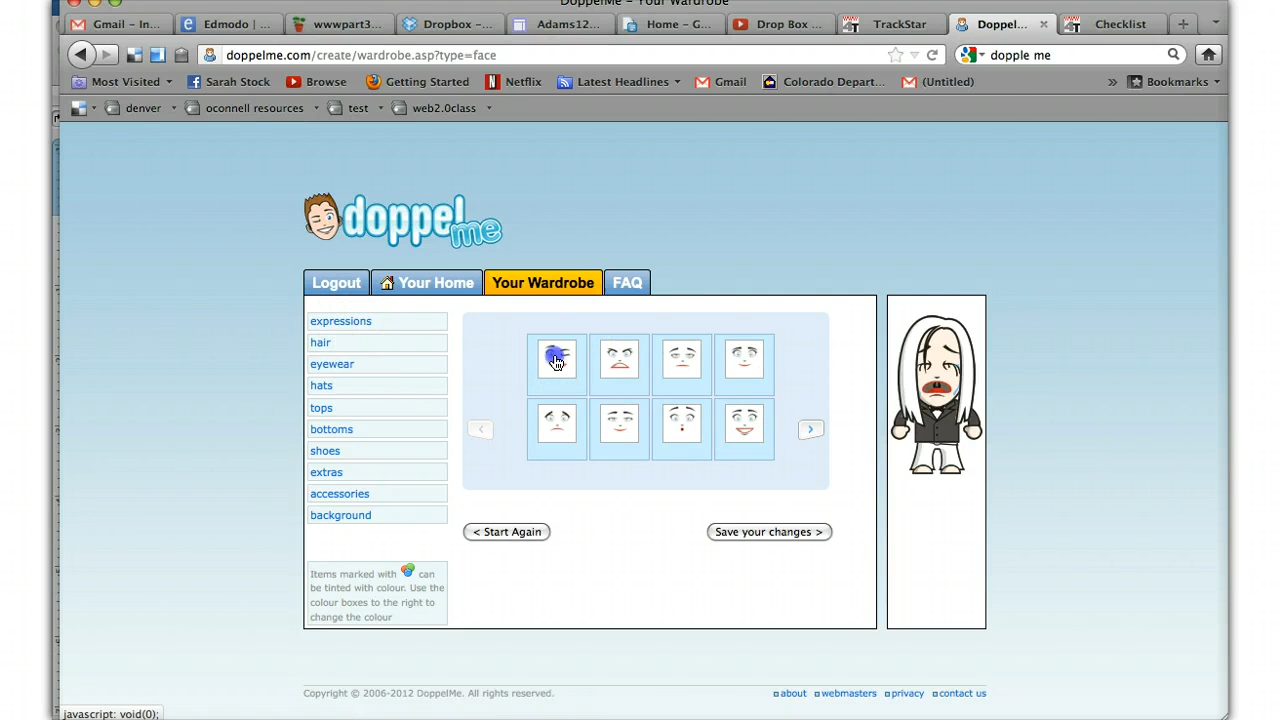 DoppelMe – Your Wardrobe
Gmail – In...
Edmodo | ...
wwwpart3...
Dropbox –...
Adams12...
Home – G...
Drop Box ...
TrackStar
Doppel...
Checklist
doppelme.com/create/wardrobe.asp?type=face
dopple me
Most Visited
Sarah Stock
Browse
Getting Started
Netflix
Latest Headlines
Gmail
Colorado Depart...
(Untitled)
Bookmarks
denver
oconnell resources
test
web2.0class
doppel me
Logout
Your Home
Your Wardrobe
FAQ
expressions
hair
eyewear
hats
tops
bottoms
shoes
extras
accessories
background
< Start Again
Save your changes >
Items marked with can
be tinted with colour. Use the
colour boxes to the right to
change the colour
Copyright © 2006-2012 DoppelMe. All rights reserved.
about
webmasters
privacy
contact us
javascript: void(0);